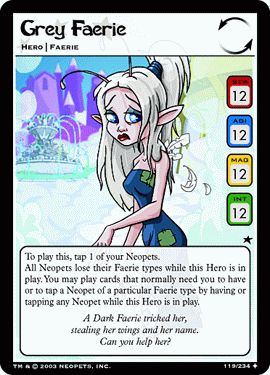 Grey Faerie
Hero | Faerie
STR
12
AGI
12
MAG
12
INT
12
To play this, tap 1 of your Neopets.
All Neopets lose their Faerie types while this Hero is
in play. You may play cards that normally need you to have
or to tap a Neopet of a particular Faerie type by having or
tapping any Neopet while this Hero is in play.
A Dark Faerie tricked her,
stealing her wings and her name.
Can you help her?
TM & © 2003 NEOPETS, INC.
119/234